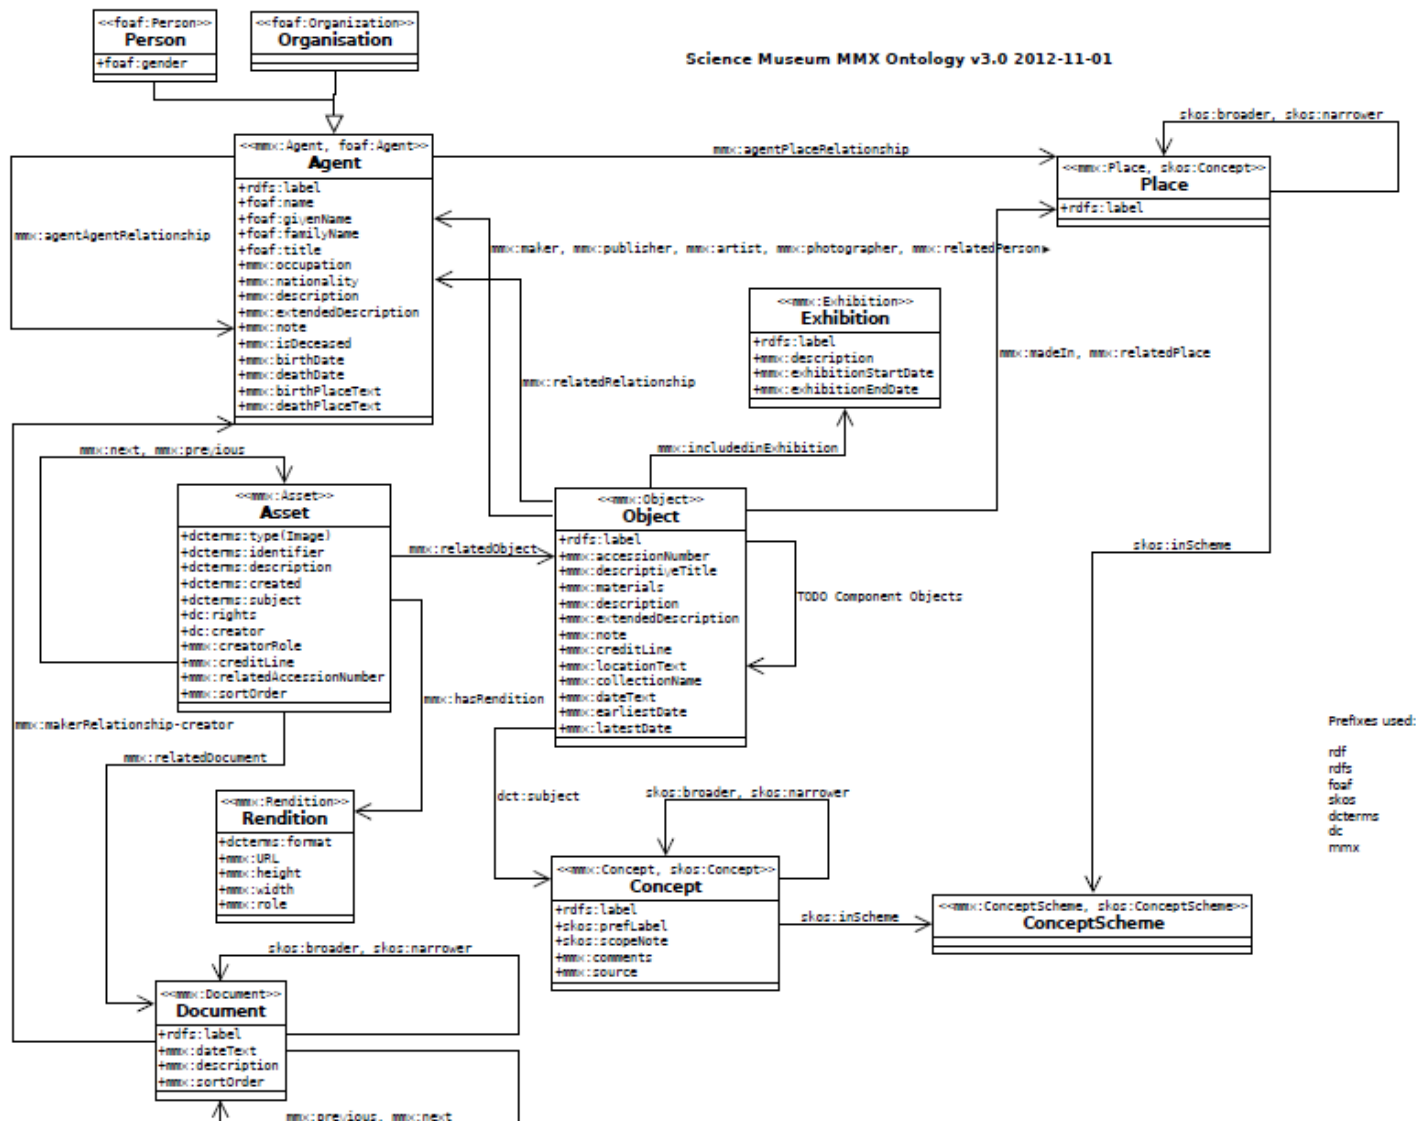 <<foaf:Person>>
Person
+foaf:gender
<<foaf:Organization>>
Organisation
Science Museum MMX Ontology v3.0 2012-11-01
<<mmx:Agent, foaf:Agent>>
Agent
+rdfs:label
+foaf:name
+foaf:givenName
+foaf:familyName
+foaf:title
+mmx:occupation
+mmx:nationality
+mmx:description
+mmx:extendedDescription
+mmx:note
+mmx:isDeceased
+mmx:birthDate
+mmx:deathDate
+mmx:birthPlaceText
+mmx:deathPlaceText
mmx:agentAgentRelationship
mmx:agentPlaceRelationship
skos:broader, skos:narrower
<<mmx:Place, skos:Concept>>
Place
+rdfs:label
mmx:maker, mmx:publisher, mmx:artist, mmx:photographer, mmx:relatedPerson
<<mmx:Exhibition>>
Exhibition
+rdfs:label
+mmx:description
+mmx:exhibitionStartDate
+mmx:exhibitionEndDate
mmx:madeIn, mmx:relatedPlace
mmx:relatedRelationship
mmx:includedinExhibition
mmx:next, mmx:previous
<<mmx:Asset>>
Asset
+dcterms:type(Image)
+dcterms:identifier
+dcterms:description
+dcterms:created
+dcterms:subject
+dc:rights
+dc:creator
+mmx:creatorRole
+mmx:creditLine
+mmx:relatedAccessionNumber
+mmx:sortOrder
mmx:relatedObject
<<mmx:Object>>
Object
+rdfs:label
+mmx:accessionNumber
+mmx:descriptiveTitle
+mmx:materials
+mmx:description
+mmx:extendedDescription
+mmx:note
+mmx:creditLine
+mmx:locationText
+mmx:collectionName
+mmx:dateText
+mmx:earliestDate
+mmx:latestDate
TODO Component Objects
skos:inScheme
mmx:hasRendition
mmx:makerRelationship-creator
mmx:relatedDocument
<<mmx:Rendition>>
Rendition
+dcterms:format
+mmx:URL
+mmx:height
+mmx:width
+mmx:role
dct:subject
skos:broader, skos:narrower
<<mmx:Concept, skos:Concept>>
Concept
+rdfs:label
+skos:prefLabel
+skos:scopeNote
+mmx:comments
+mmx:source
skos:inScheme
<<mmx:ConceptScheme, skos:ConceptScheme>>
ConceptScheme
Prefixes used:
rdf
rdfs
foaf
skos
dcterms
dc
mmx
skos:broader, skos:narrower
<<mmx:Document>>
Document
+rdfs:label
+mmx:dateText
+mmx:description
+mmx:sortOrder
mmx:previous, mmx:next